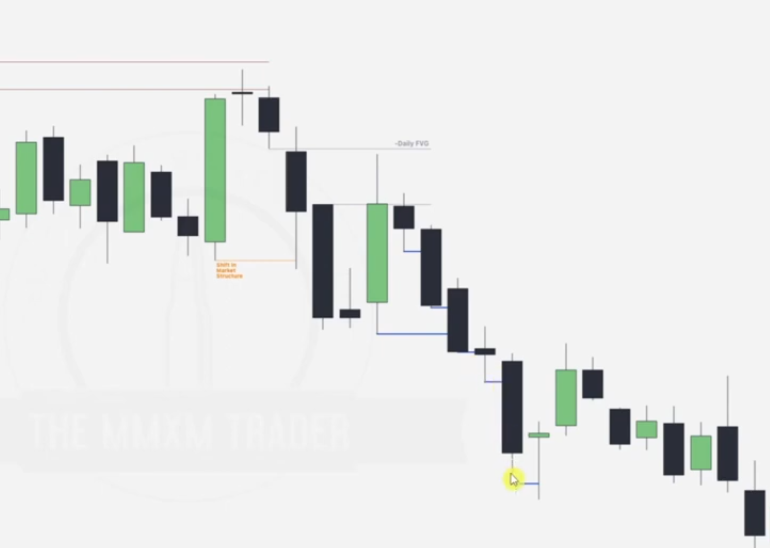 -Daily FVG
Shift in
Market
Structure
THE MMXM TRADER